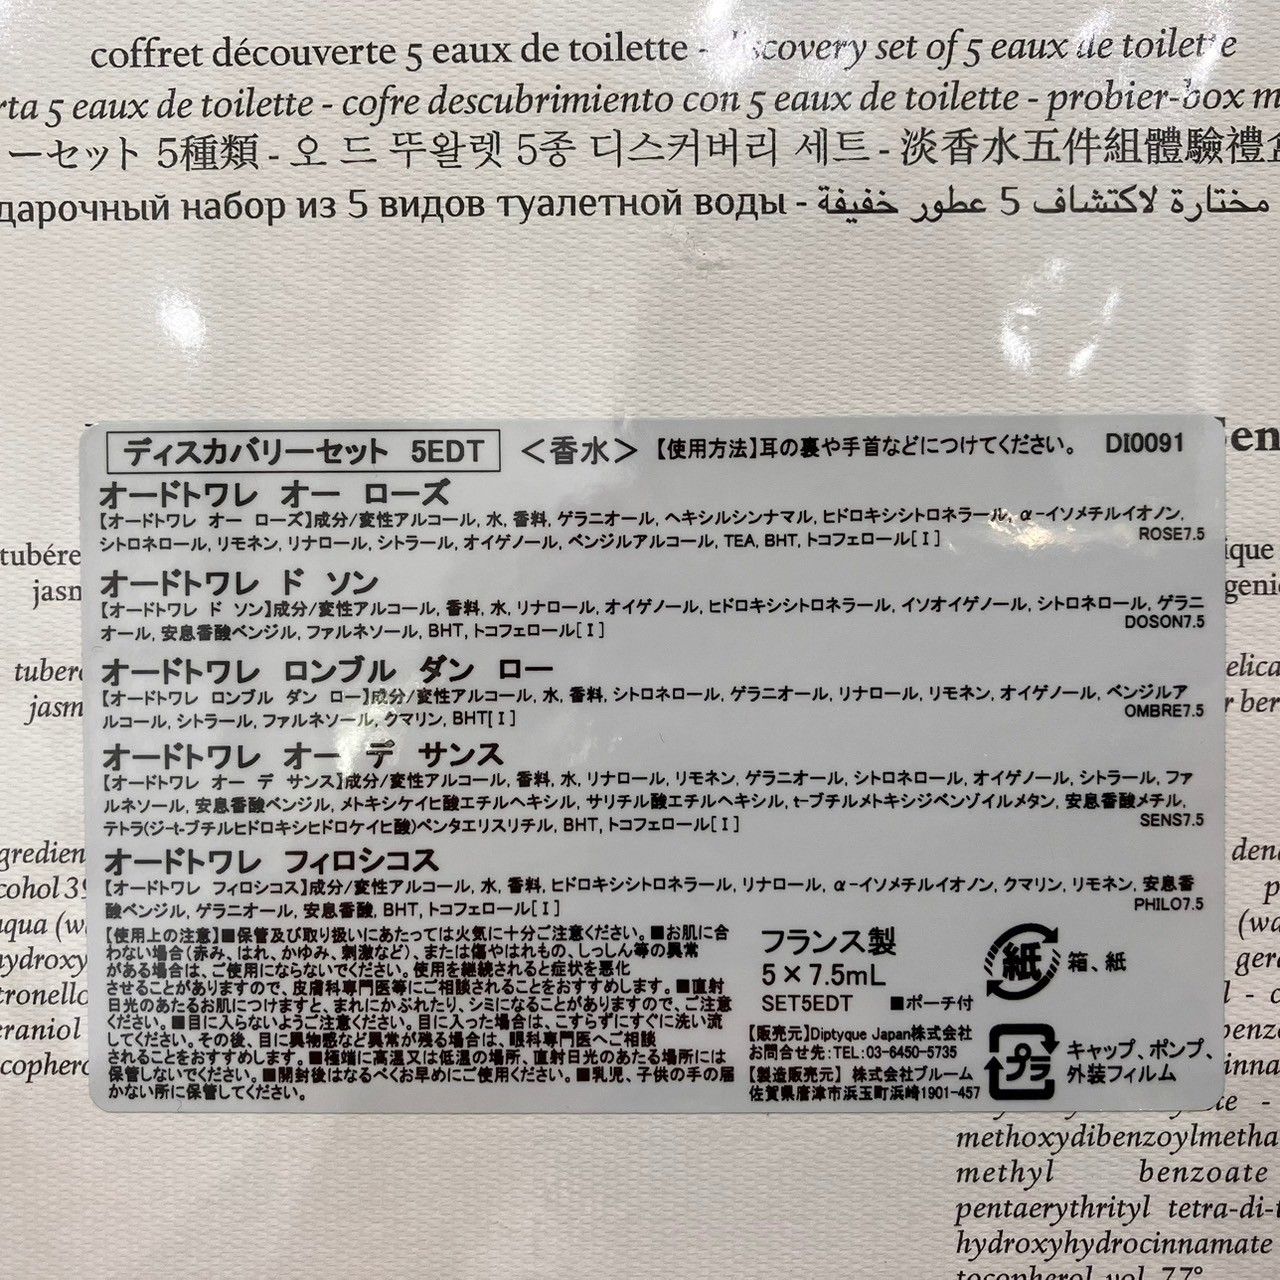 coffret découverte 5 eaux de toilette - discovery set of 5 eaux de toilette
rta 5 eaux de toilette - cofre descubrimiento con 5 eaux de toilette - probier-box m
ーセット 5種類 - 오 드 뚜왈렛 5종 디스커버리 세트 - 淡香水五件組體驗禮盒
дарочный набор из 5 видов туалетной воды - مختارة لاكتشاف 5 عطور خفيفة
ディスカバリーセット 5EDT <香水> 【使用方法】耳の裏や手首などにつけてください。 DI0091
オードトワレ オー ローズ
【オードトワレ オー ローズ】成分/変性アルコール, 水, 香料, ゲラニオール, ヘキシルシンナマル, ヒドロキシシトロネラール, α-イソメチルイオノン,
シトロネロール, リモネン, リナロール, シトラール, オイゲノール, ベンジルアルコール, TEA, BHT, トコフェロール[I] ROSE7.5
オードトワレ ド ソン
【オードトワレ ド ソン】成分/変性アルコール, 香料, 水, リナロール, オイゲノール, ヒドロキシシトロネラール, イソオイゲノール, シトロネロール, ゲラニ
オール, 安息香酸ベンジル, ファルネソール, BHT, トコフェロール[I] DOSON7.5
オードトワレ ロンブル ダン ロー
【オードトワレ ロンブル ダン ロー】成分/変性アルコール, 水, 香料, シトロネロール, ゲラニオール, リナロール, リモネン, オイゲノール, ベンジルア
ルコール, シトラール, ファルネソール, クマリン, BHT[I] OMBRE7.5
オードトワレ オー デ サンス
【オードトワレ オー デ サンス】成分/変性アルコール, 香料, 水, リナロール, リモネン, ゲラニオール, シトロネロール, オイゲノール, シトラール, ファ
ルネソール, 安息香酸ベンジル, メトキシケイヒ酸エチルヘキシル, サリチル酸エチルヘキシル, t-ブチルメトキシジベンゾイルメタン, 安息香酸メチル,
テトラ(ジ-t-ブチルヒドロキシヒドロケイヒ酸)ペンタエリスリチル, BHT, トコフェロール[I] SENS7.5
オードトワレ フィロシコス
【オードトワレ フィロシコス】成分/変性アルコール, 水, 香料, ヒドロキシシトロネラール, リナロール, α-イソメチルイオノン, クマリン, リモネン, 安息香
酸ベンジル, ゲラニオール, 安息香酸, BHT, トコフェロール[I] PHILO7.5
【使用上の注意】■保管及び取り扱いにあたっては火気に十分ご注意ください。■お肌に合
わない場合(赤み、はれ、かゆみ、刺激など)、または傷やはれもの、しっしん等の異常
がある場合は、ご使用にならないでください。使用を継続されると症状を悪化
させることがありますので、皮膚科専門医等にご相談されることをおすすめします。■直射
日光のあたるお肌につけますと、まれにかぶれたり、シミになることがありますので、ご注意
ください。■目に入らないようご注意ください。目に入った場合は、こすらずにすぐに洗い流
してください。その後、目に異物感など異常が残る場合は、眼科専門医へご相談
されることをおすすめします。■極端に高温又は低温の場所、直射日光のあたる場所には
保管しないでください。■開封後はなるべくお早めにご使用ください。■乳児、子供の手の届
かない所に保管してください。
フランス製
5×7.5mL
SET5EDT ■ポーチ付
【販売元】Diptyque Japan株式会社
お問合せ先:TEL:03-6450-5735
【製造販売元】 株式会社ブルーム
佐賀県唐津市浜玉町浜崎1901-457
紙 箱、紙
プラ キャップ、ポンプ、
外装フィルム
tubére
jasn
tubero
jasm
gredien
cohol 39
aqua (w
hydroxy
tronello
eraniol
copherc
en
ique
geni
elica
r ber
den
p
(wa
gera
l - c
benz
inna
methoxydibenzoylmetha
methyl benzoate
pentaerythrityl tetra-di-t
hydroxyhydrocinnamate
tocopherol vol 77°